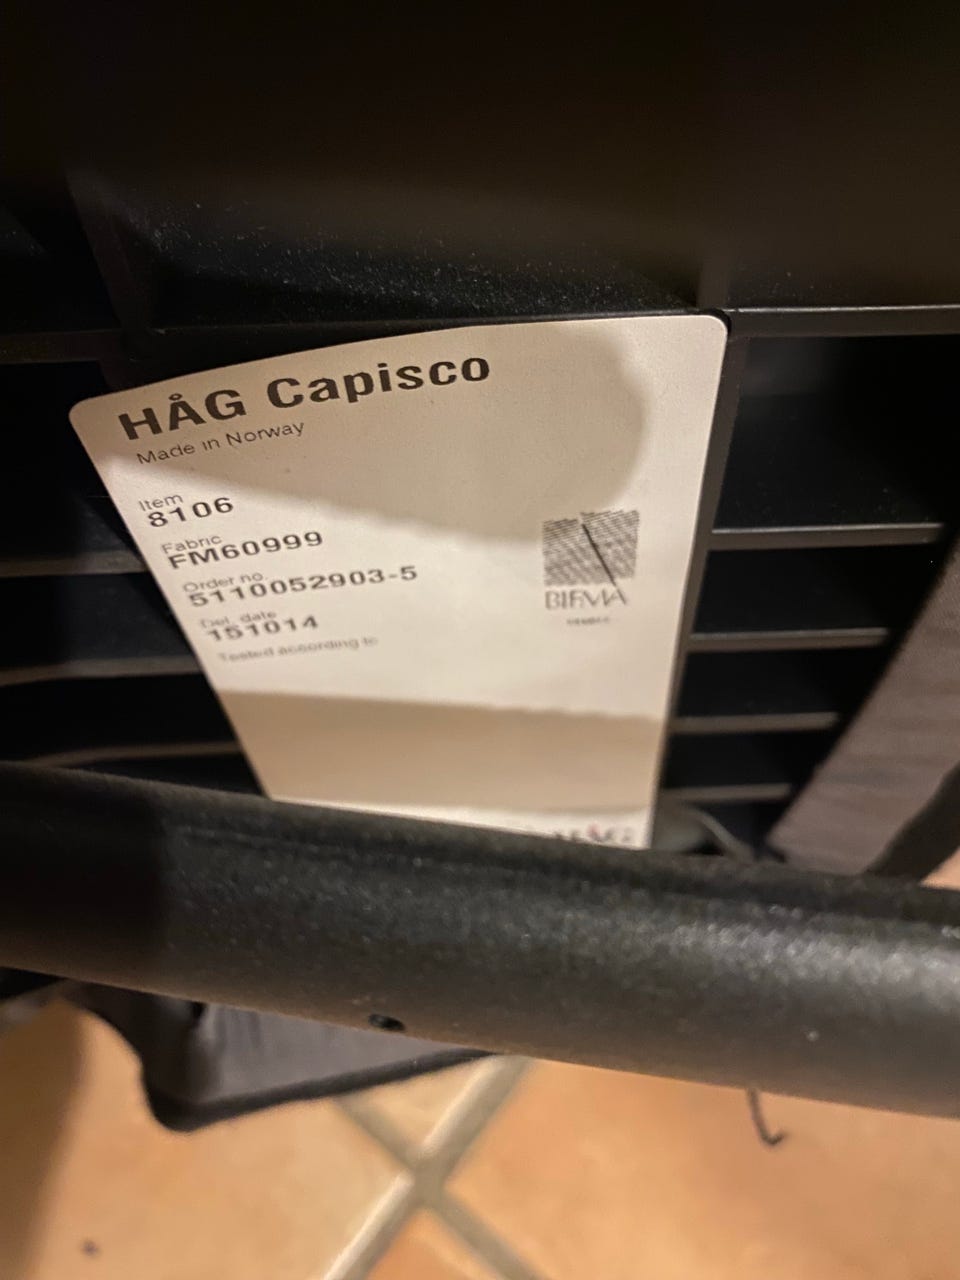 HÅG Capisco
Made in Norway
Item
8106
Fabric
FM60999
Order no
5110052903-5
Del. date
151014
Tested according to
BIFMA